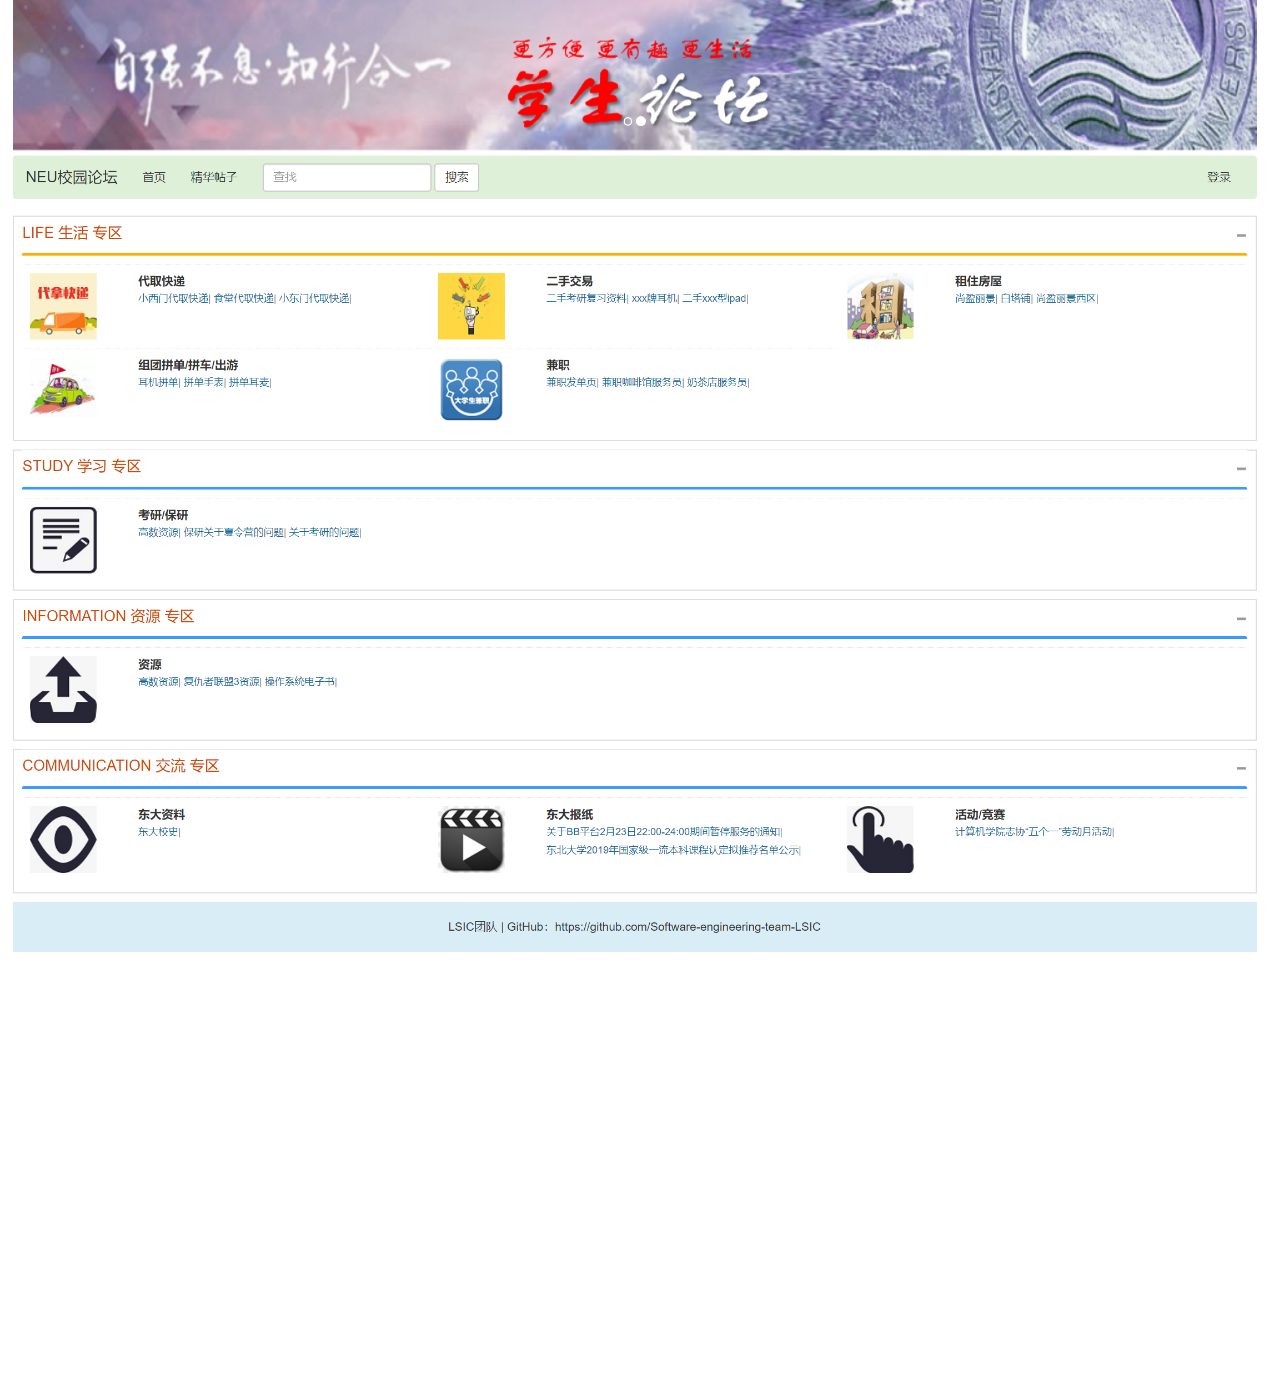 自强不息·知行合一
更方便 更有趣 更生活
学生论坛
NEU校园论坛 首页 精华帖子 查找 搜索 登录
LIFE 生活 专区
代取快递 二手交易 租住房屋
代拿快递
小西门代取快递| 食堂代取快递| 小东门代取快递| 二手考研复习资料| xxx牌耳机| 二手xxx型ipad| 尚盈丽景| 白塔铺| 尚盈丽景西区|
租
组团拼单/拼车/出游 兼职
耳机拼单| 拼单手表| 拼单耳麦| 兼职发单页| 兼职咖啡馆服务员| 奶茶店服务员|
大学生兼职
STUDY 学习 专区
考研/保研
高数资源| 保研关于夏令营的问题| 关于考研的问题|
INFORMATION 资源 专区
资源
高数资源| 复仇者联盟3资源| 操作系统电子书|
COMMUNICATION 交流 专区
东大资料 东大报纸 活动/竞赛
东大校史| 关于BB平台2月23日22:00-24:00期间暂停服务的通知| 计算机学院志协“五个一”劳动月活动|
东北大学2019年国家级一流本科课程认定拟推荐名单公示|
LSIC团队 | GitHub：https://github.com/Software-engineering-team-LSIC